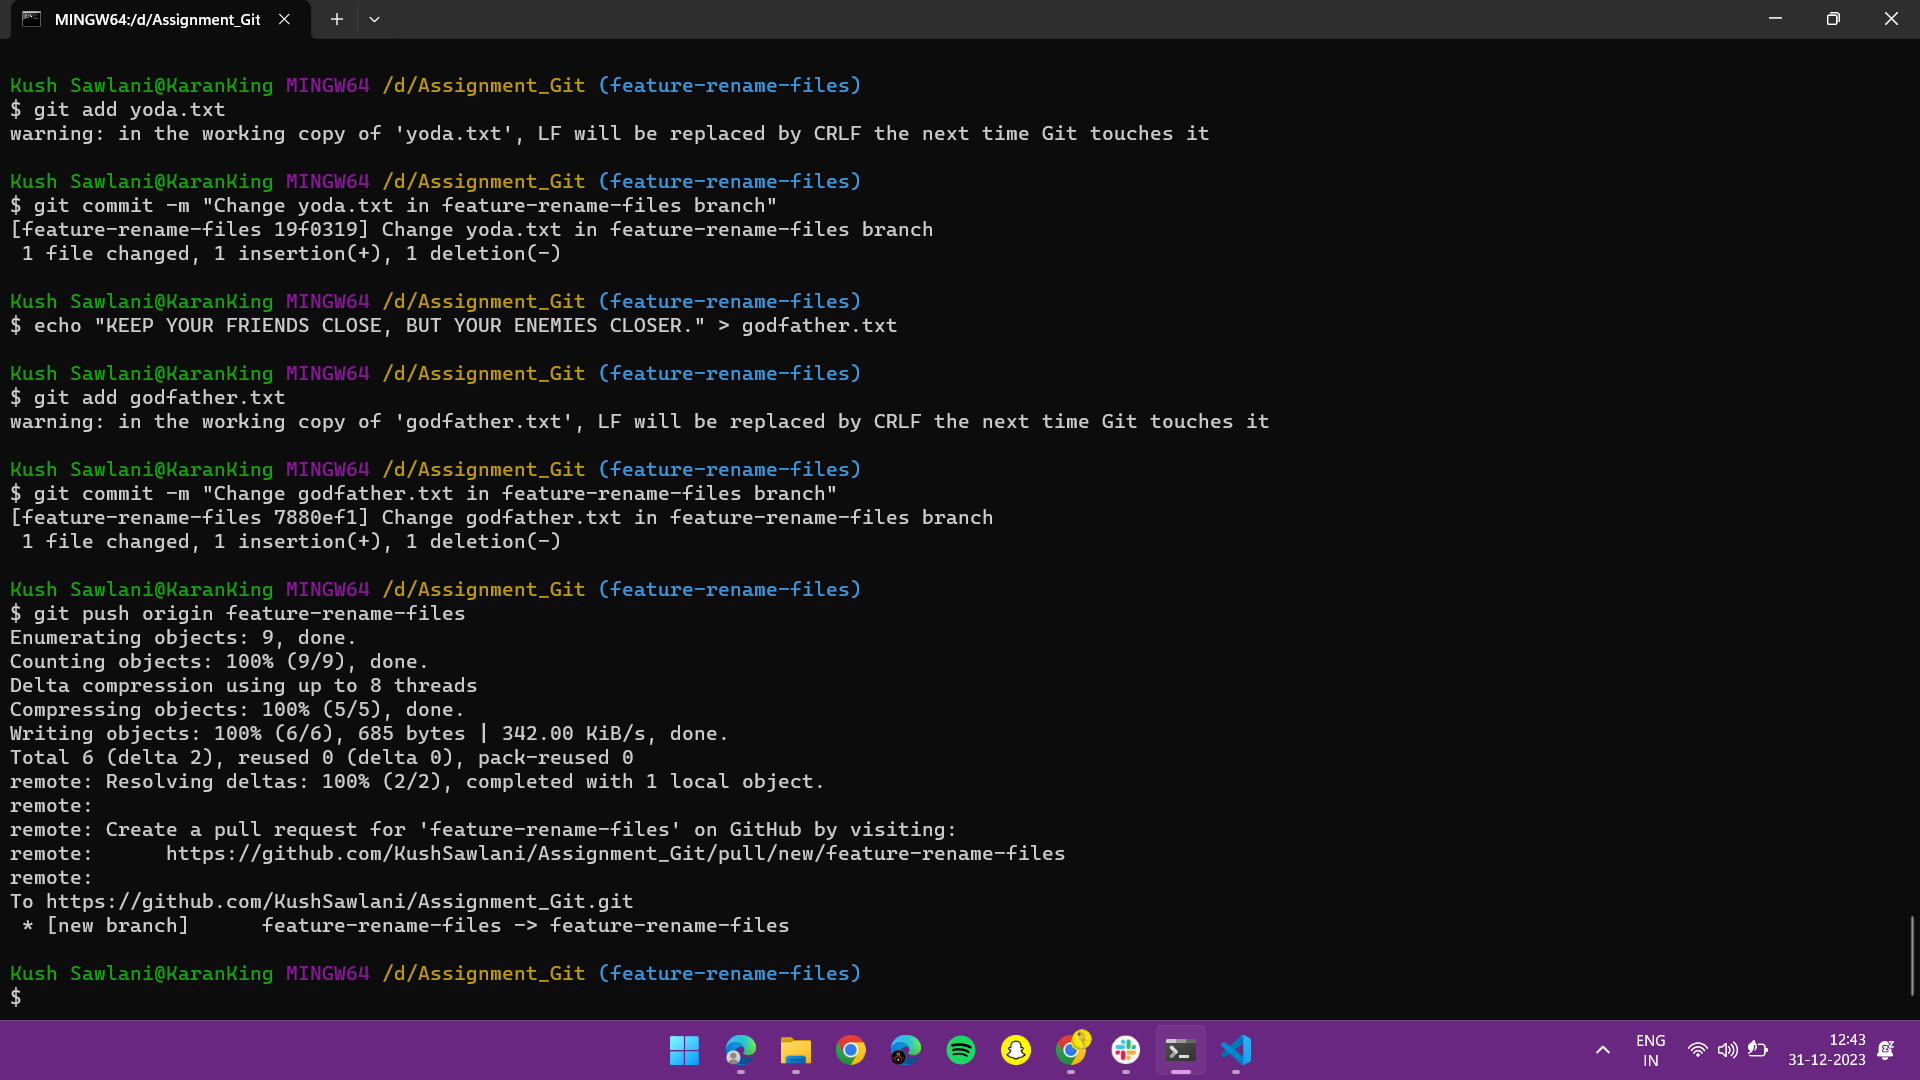 MINGW64:/d/Assignment_Git
Kush Sawlani@KaranKing MINGW64 /d/Assignment_Git (feature-rename-files)
$ git add yoda.txt
warning: in the working copy of 'yoda.txt', LF will be replaced by CRLF the next time Git touches it
Kush Sawlani@KaranKing MINGW64 /d/Assignment_Git (feature-rename-files)
$ git commit -m "Change yoda.txt in feature-rename-files branch"
[feature-rename-files 19f0319] Change yoda.txt in feature-rename-files branch
 1 file changed, 1 insertion(+), 1 deletion(-)
Kush Sawlani@KaranKing MINGW64 /d/Assignment_Git (feature-rename-files)
$ echo "KEEP YOUR FRIENDS CLOSE, BUT YOUR ENEMIES CLOSER." > godfather.txt
Kush Sawlani@KaranKing MINGW64 /d/Assignment_Git (feature-rename-files)
$ git add godfather.txt
warning: in the working copy of 'godfather.txt', LF will be replaced by CRLF the next time Git touches it
Kush Sawlani@KaranKing MINGW64 /d/Assignment_Git (feature-rename-files)
$ git commit -m "Change godfather.txt in feature-rename-files branch"
[feature-rename-files 7880ef1] Change godfather.txt in feature-rename-files branch
 1 file changed, 1 insertion(+), 1 deletion(-)
Kush Sawlani@KaranKing MINGW64 /d/Assignment_Git (feature-rename-files)
$ git push origin feature-rename-files
Enumerating objects: 9, done.
Counting objects: 100% (9/9), done.
Delta compression using up to 8 threads
Compressing objects: 100% (5/5), done.
Writing objects: 100% (6/6), 685 bytes | 342.00 KiB/s, done.
Total 6 (delta 2), reused 0 (delta 0), pack-reused 0
remote: Resolving deltas: 100% (2/2), completed with 1 local object.
remote:
remote: Create a pull request for 'feature-rename-files' on GitHub by visiting:
remote:      https://github.com/KushSawlani/Assignment_Git/pull/new/feature-rename-files
remote:
To https://github.com/KushSawlani/Assignment_Git.git
 * [new branch]      feature-rename-files -> feature-rename-files
Kush Sawlani@KaranKing MINGW64 /d/Assignment_Git (feature-rename-files)
$
ENG
IN
12:43
31-12-2023